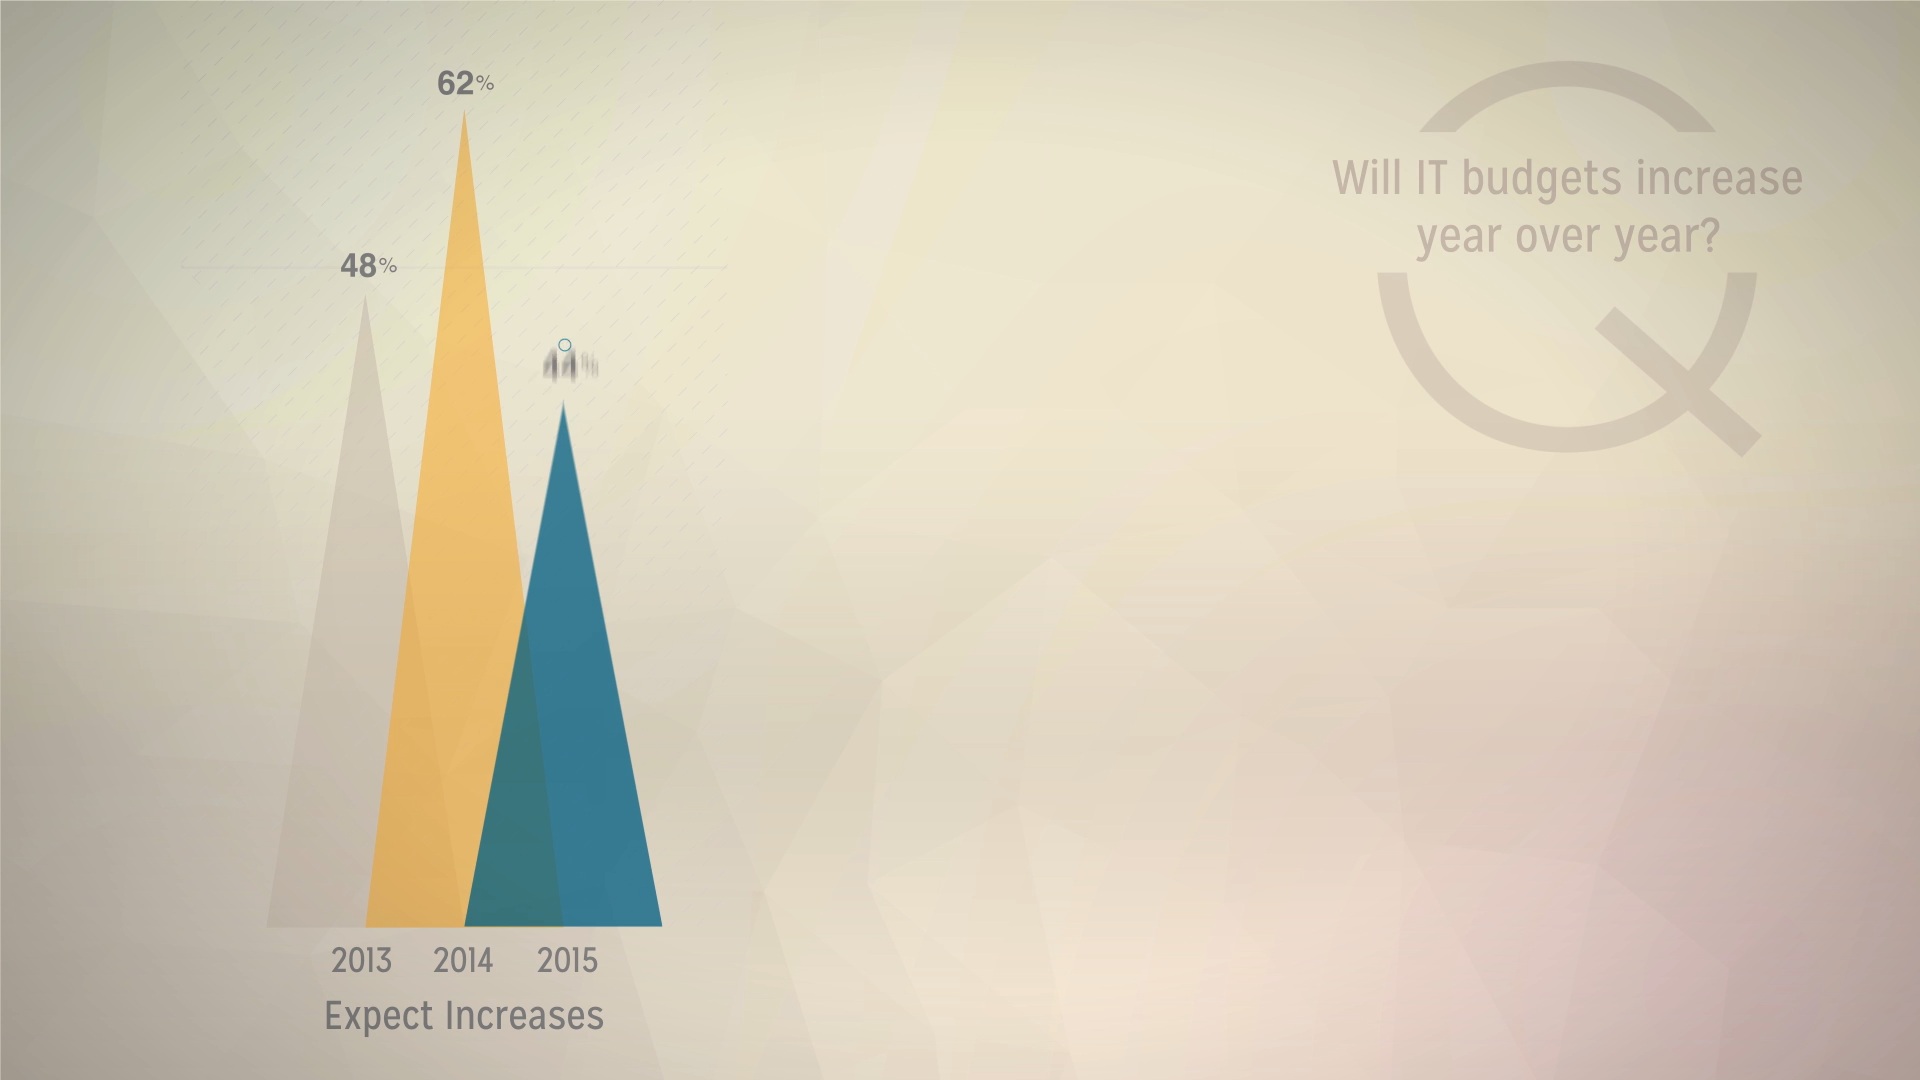 Will IT budgets increase
year over year?
62%
48%
2013 2014 2015
Expect Increases